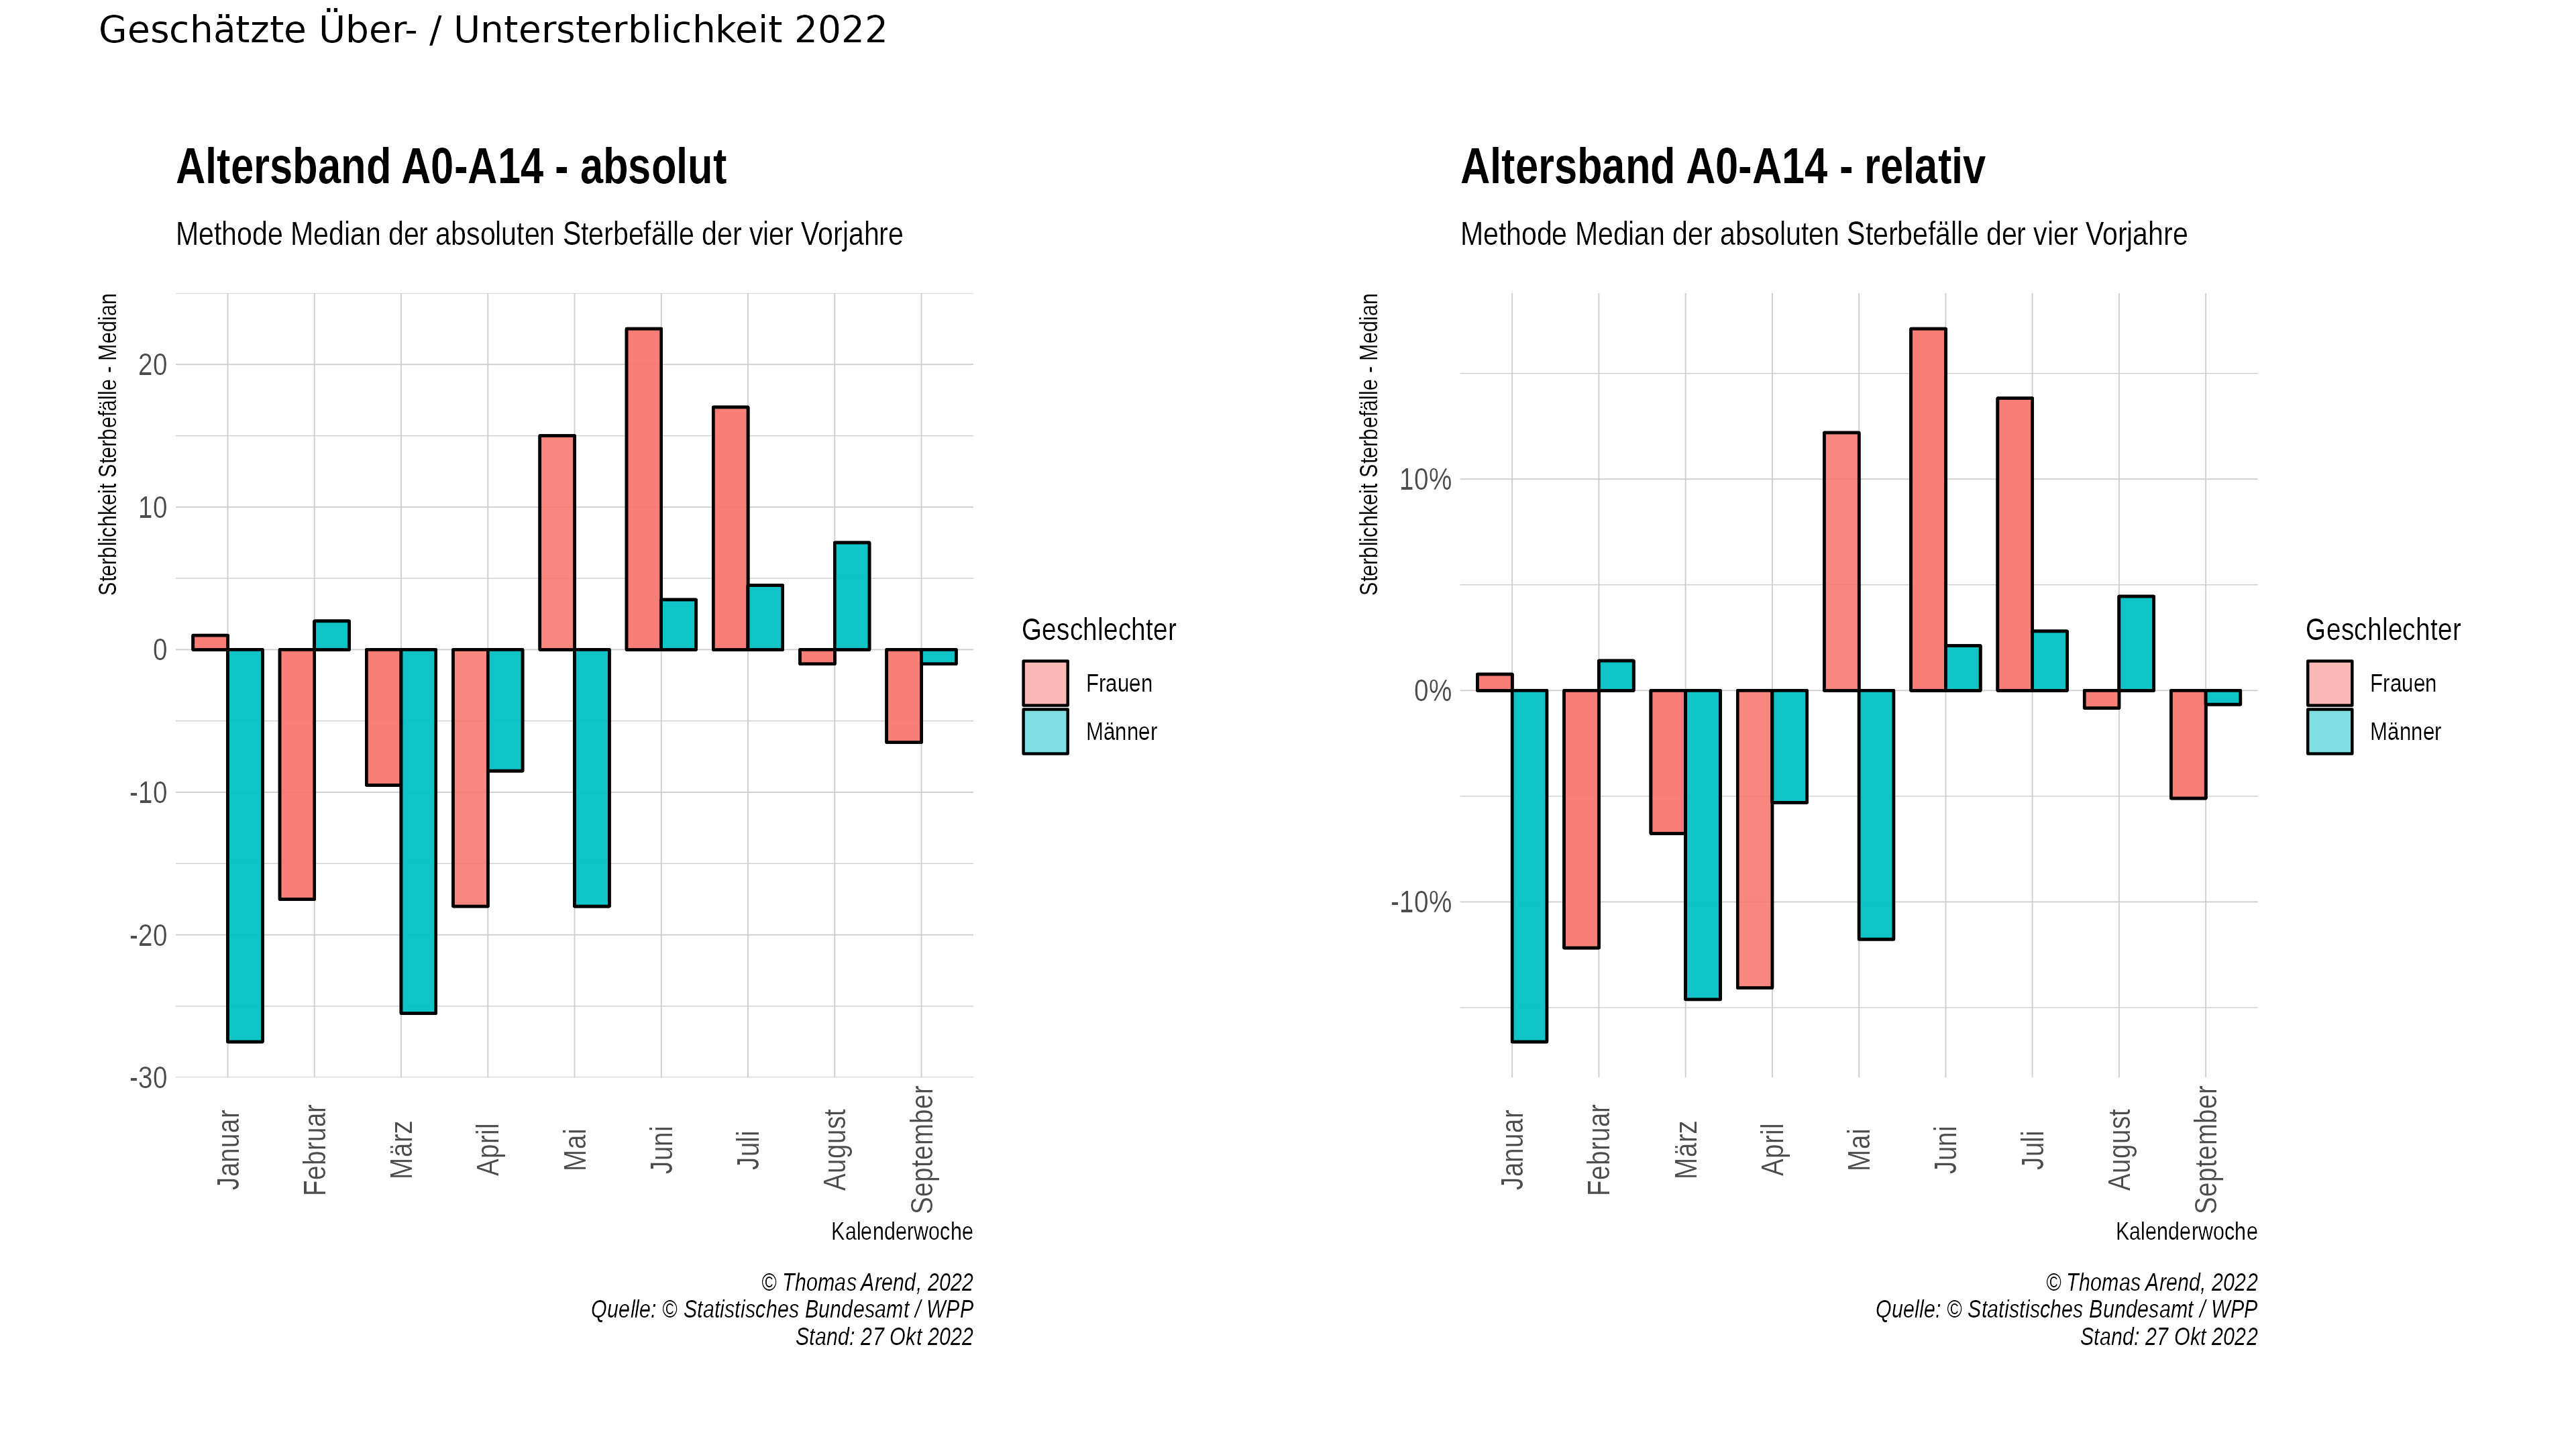 Geschätzte Über- / Untersterblichkeit 2022
Altersband A0-A14 - absolut
Methode Median der absoluten Sterbefälle der vier Vorjahre
Sterblichkeit Sterbefälle - Median
20
10
0
-10
-20
-30
Januar
Februar
März
April
Mai
Juni
Juli
August
September
Kalenderwoche
Geschlechter
Frauen
Männer
© Thomas Arend, 2022
Quelle: © Statistisches Bundesamt / WPP
Stand: 27 Okt 2022
Altersband A0-A14 - relativ
Methode Median der absoluten Sterbefälle der vier Vorjahre
Sterblichkeit Sterbefälle - Median
10%
0%
-10%
Januar
Februar
März
April
Mai
Juni
Juli
August
September
Kalenderwoche
Geschlechter
Frauen
Männer
© Thomas Arend, 2022
Quelle: © Statistisches Bundesamt / WPP
Stand: 27 Okt 2022